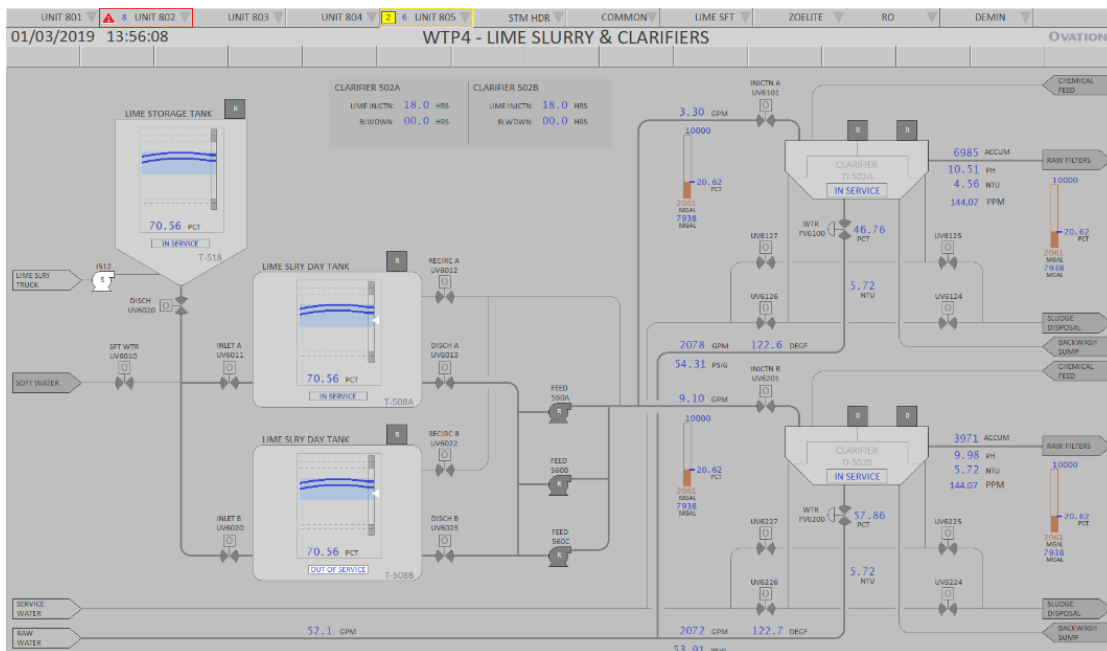 UNIT 801
8 UNIT 802
UNIT 803
UNIT 804
2 6 UNIT 805
STM HDR
COMMON
LIME SFT
ZOELITE
RO
DEMIN
01/03/2019 13:56:08
WTP4 - LIME SLURRY & CLARIFIERS
OVATION
CLARIFIER 502A
LIME INJCTN: 18.0 HRS
BLWDWN: 00.0 HRS
CLARIFIER 502B
LIME INJCTN: 18.0 HRS
BLWDWN: 00.0 HRS
LIME STORAGE TANK
R
70.56 PCT
IN SERVICE
T-518
LIME SLRY
TRUCK
J512
S
DISCH
UV6020
O
SFT WTR
UV6010
O
SOFT WATER
INLET A
UV6011
O
LIME SLRY DAY TANK
R
70.56 PCT
IN SERVICE
T-508A
RECIRC A
UV6012
O
DISCH A
UV6013
O
LIME SLRY DAY TANK
R
70.56 PCT
OUT OF SERVICE
T-508B
INLET B
UV6020
O
RECIRC B
UV6022
O
DISCH B
UV6023
O
FEED
560A
R
FEED
560B
R
FEED
560C
R
SERVICE
WATER
RAW
WATER
52.1 GPM
INJCTN A
UV6101
O
3.30 GPM
10000
20.62
PCT
2061
MGAL
7938
MGAL
R
R
CLARIFIER
D-502A
IN SERVICE
CHEMICAL
FEED
6985 ACCUM
10.51 PH
4.56 NTU
144.07 PPM
RAW FILTERS
10000
20.62
PCT
2061
MGAL
7938
MGAL
WTR
FV6100
46.76
PCT
UV6127
O
UV6125
O
5.72
NTU
UV6126
O
UV6124
O
SLUDGE
DISPOSAL
BACKWASH
SUMP
2078 GPM 122.6 DEGF
54.31 PSIG
CHEMICAL
FEED
INJCTN B
UV6201
O
9.10 GPM
10000
20.62
PCT
2061
MGAL
7938
MGAL
R
R
CLARIFIER
D-502B
IN SERVICE
3971 ACCUM
9.98 PH
5.72 NTU
144.07 PPM
RAW FILTERS
10000
20.62
PCT
2061
MGAL
7938
MGAL
WTR
FV6200
57.86
PCT
UV6227
O
UV6225
O
5.72
NTU
UV6226
O
UV6224
O
SLUDGE
DISPOSAL
BACKWASH
SUMP
2072 GPM 122.7 DEGF
53.91 PSIG